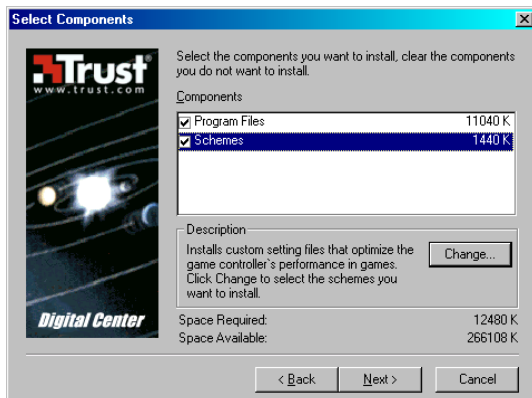 Select Components
Trust
www.trust.com
Select the components you want to install, clear the components
you do not want to install.
Components
Program Files 11040 K
Schemes 1440 K
Description
Installs custom setting files that optimize the
game controller`s performance in games.
Click Change to select the schemes you
want to install.
Change...
Digital Center
Space Required: 12480 K
Space Available: 266108 K
< Back Next > Cancel